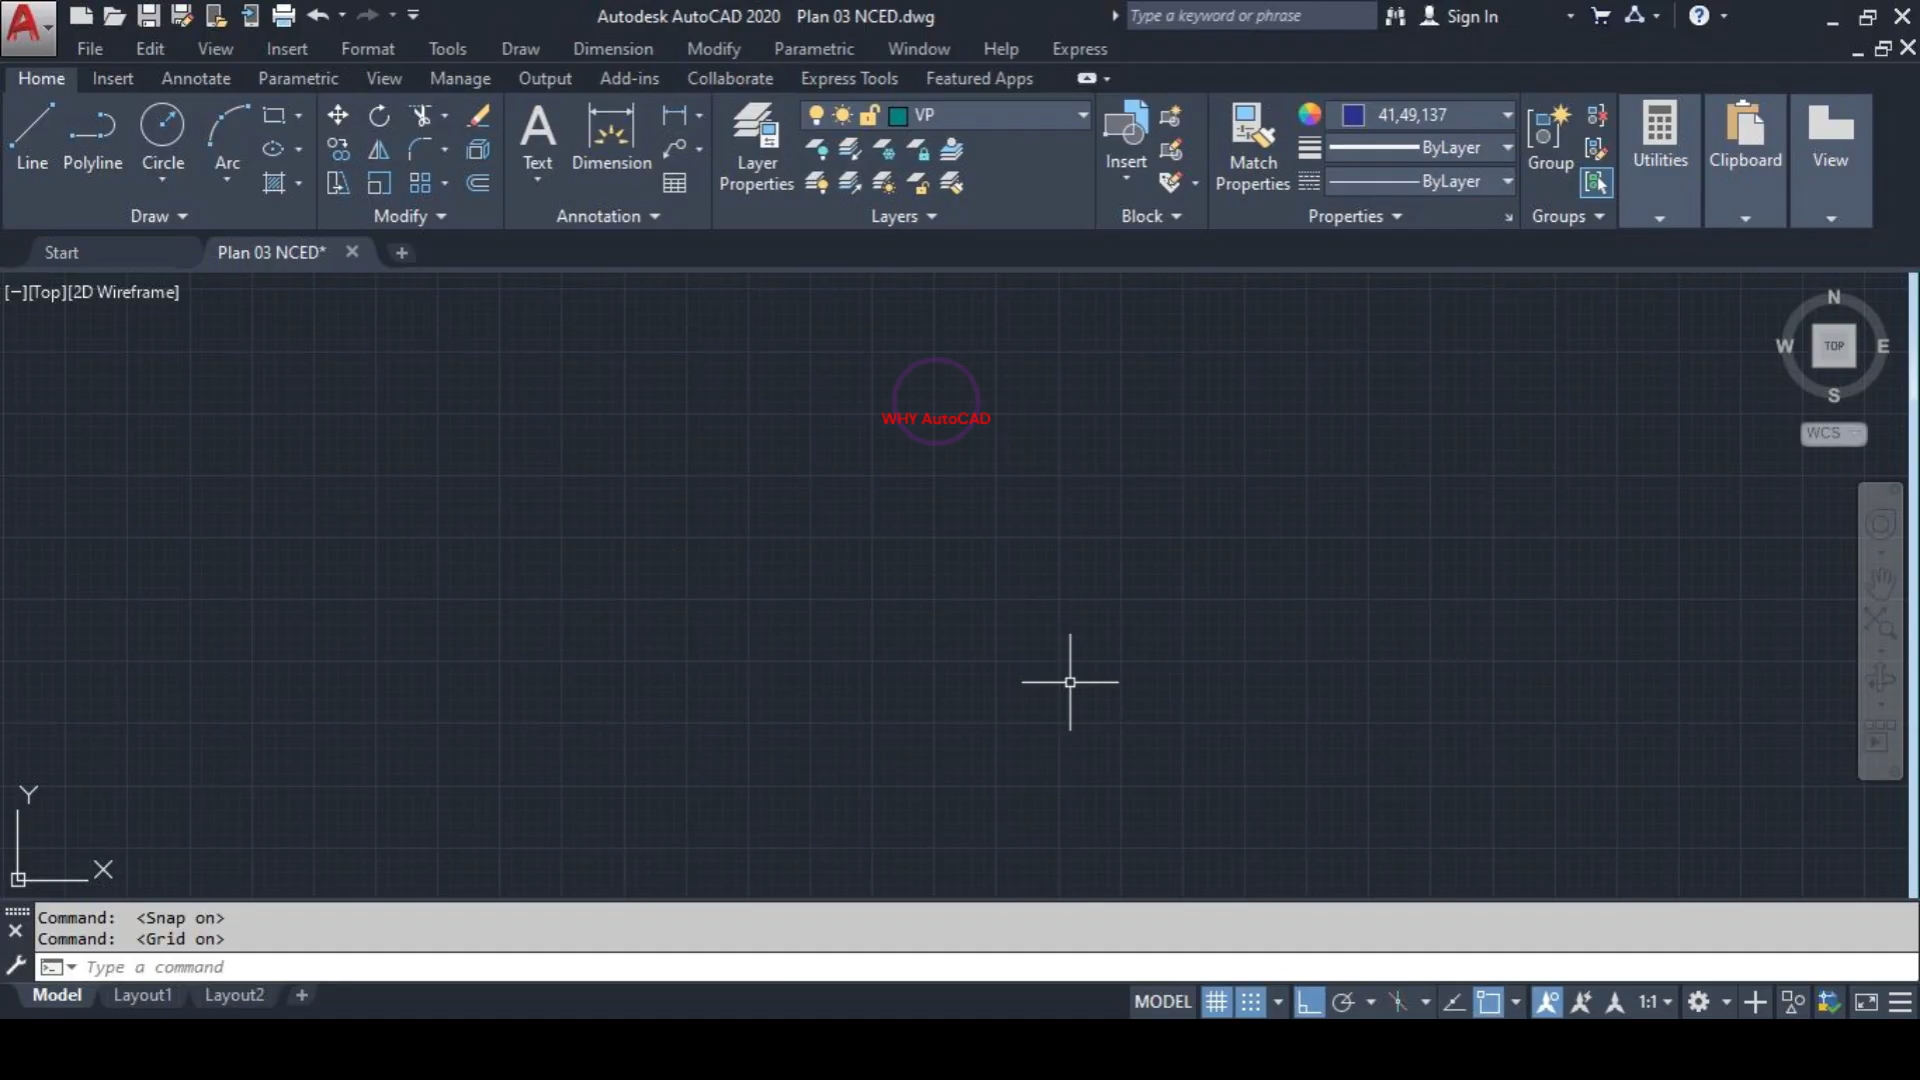 Autodesk AutoCAD 2020 Plan 03 NCED.dwg
Type a keyword or phrase
Sign In
File Edit View Insert Format Tools Draw Dimension Modify Parametric Window Help Express
Home Insert Annotate Parametric View Manage Output Add-ins Collaborate Express Tools Featured Apps
VP
41,49,137
ByLayer
ByLayer
Line Polyline Circle Arc Text Dimension Layer Properties Insert Match Properties Group Utilities Clipboard View
Draw Modify Annotation Layers Block Properties Groups
Start Plan 03 NCED*
[−][Top][2D Wireframe]
N
W TOP E
S
WCS
WHY AutoCAD
Y
X
Command: <Snap on>
Command: <Grid on>
Type a command
Model Layout1 Layout2
MODEL 1:1